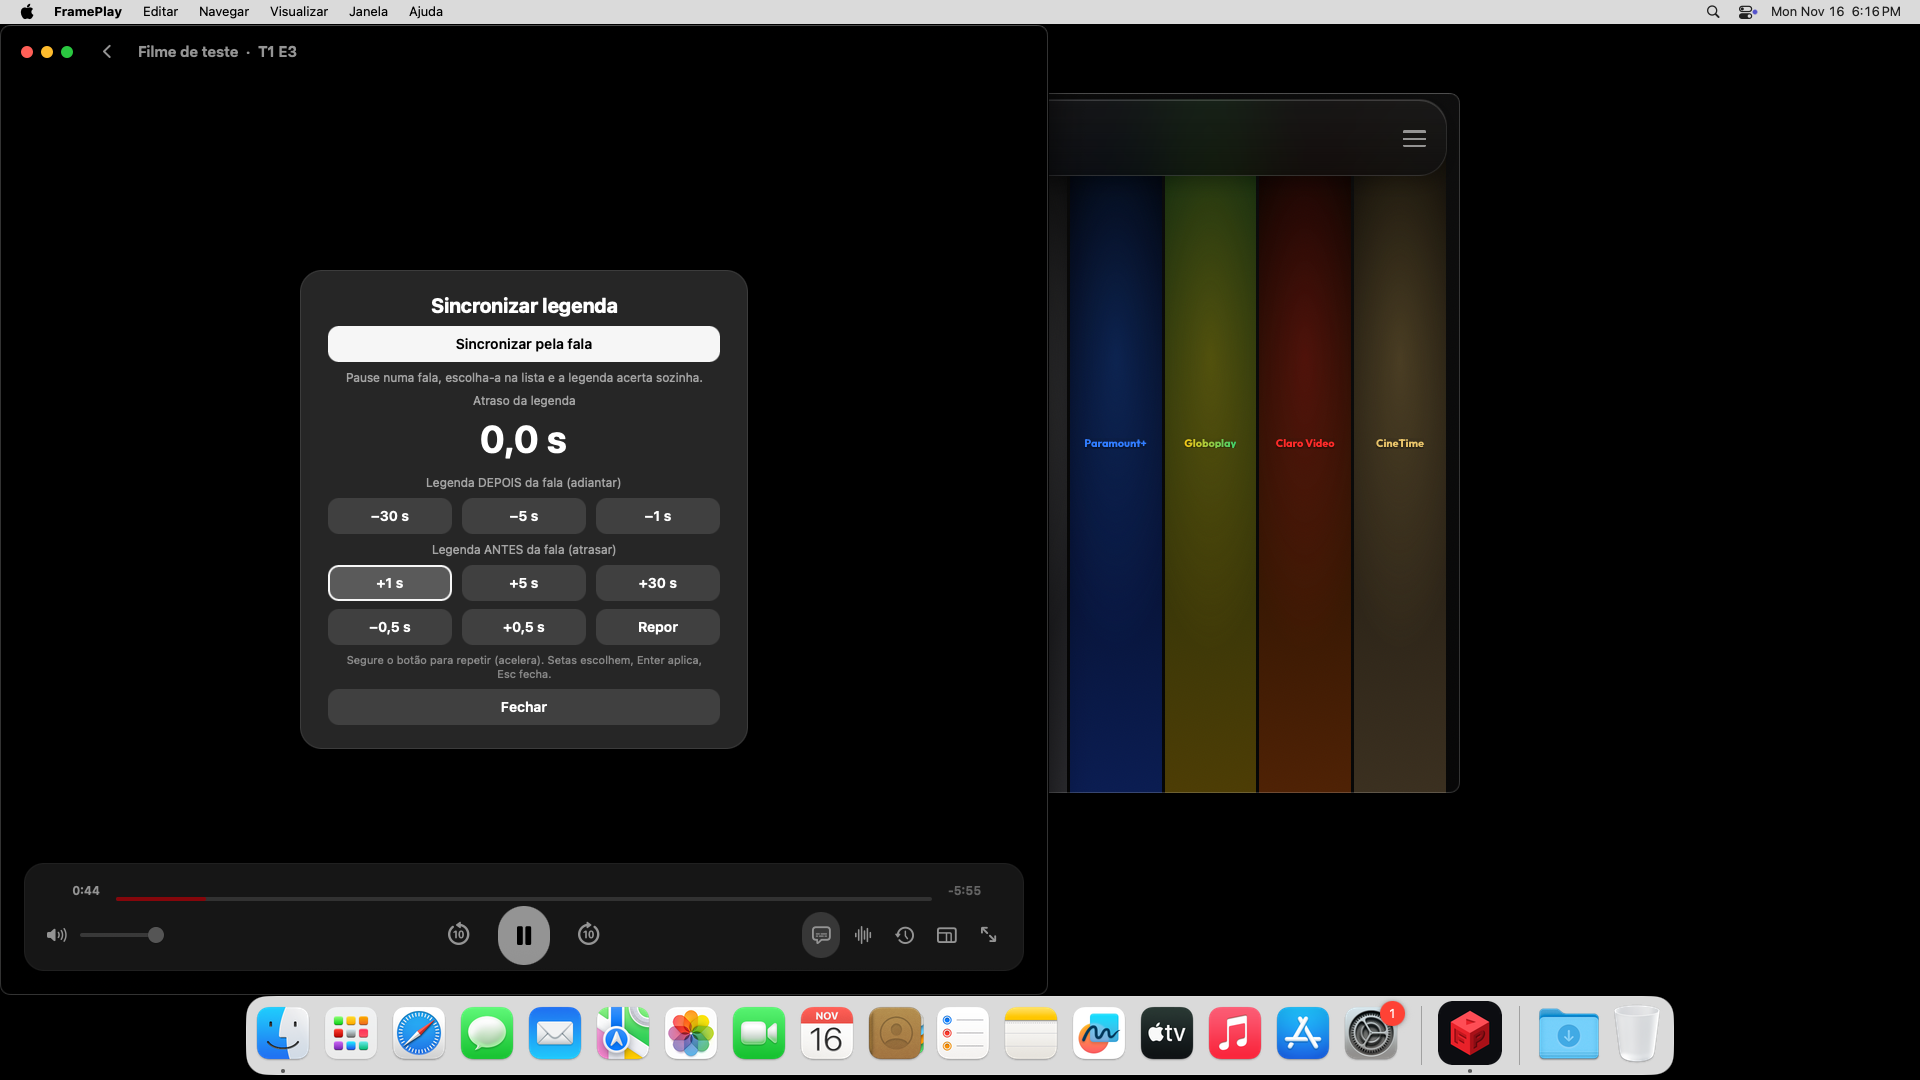 FramePlay Editar Navegar Visualizar Janela Ajuda
Mon Nov 16 6:16 PM
Filme de teste · T1 E3
Sincronizar legenda
Sincronizar pela fala
Pause numa fala, escolha-a na lista e a legenda acerta sozinha.
Atraso da legenda
0,0 s
Legenda DEPOIS da fala (adiantar)
−30 s −5 s −1 s
Legenda ANTES da fala (atrasar)
+1 s +5 s +30 s
−0,5 s +0,5 s Repor
Segure o botão para repetir (acelera). Setas escolhem, Enter aplica,
Esc fecha.
Fechar
Paramount+ Globoplay Claro Video CineTime
0:44 -5:55
10 10
NOV
16
tv
1